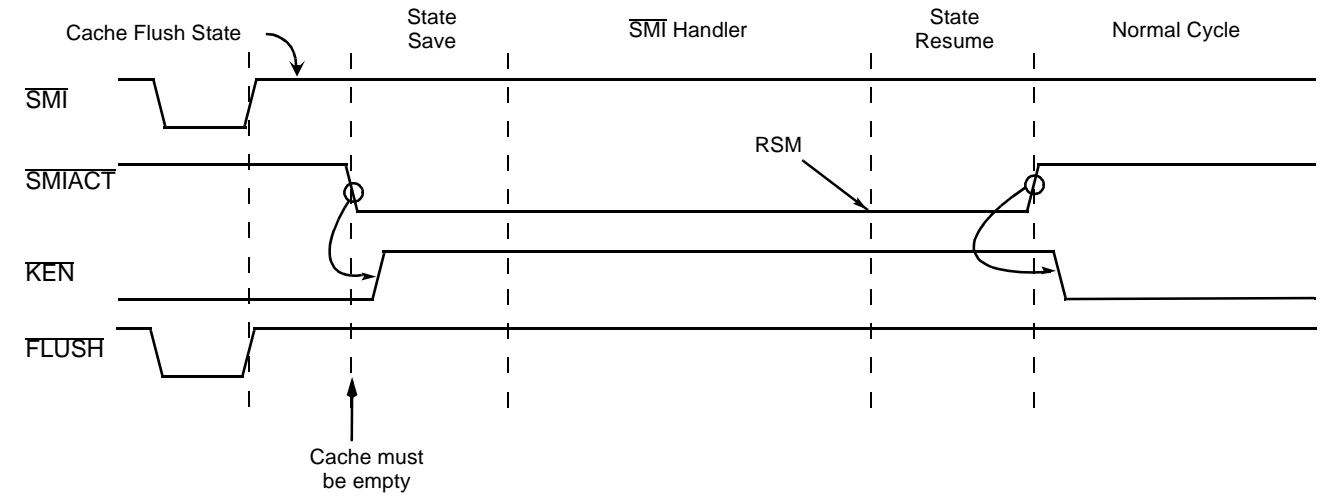 State
Save
SMI Handler
State
Resume
Normal Cycle
Cache Flush State
SMI
RSM
SMIACT
KEN
FLUSH
Cache must
be empty